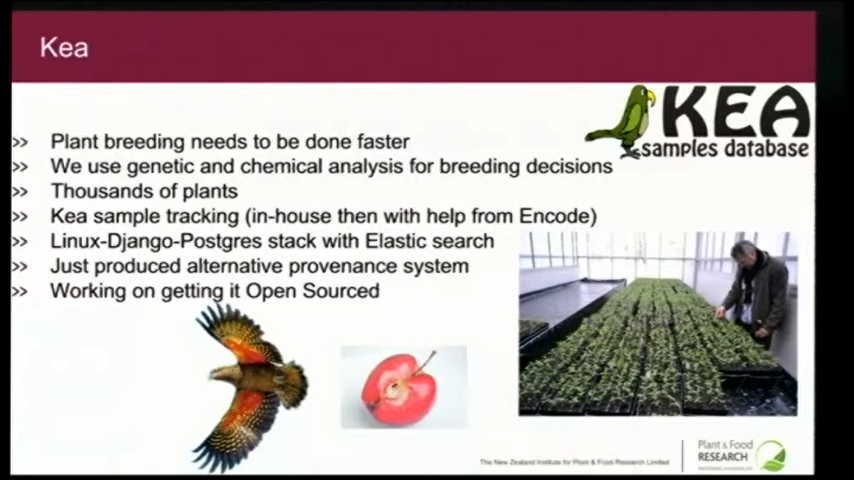 Kea
KEA
samples database
>> Plant breeding needs to be done faster
>> We use genetic and chemical analysis for breeding decisions
>> Thousands of plants
>> Kea sample tracking (in-house then with help from Encode)
>> Linux-Django-Postgres stack with Elastic search
>> Just produced alternative provenance system
>> Working on getting it Open Sourced
The New Zealand Institute for Plant & Food Research Limited
Plant & Food
RESEARCH